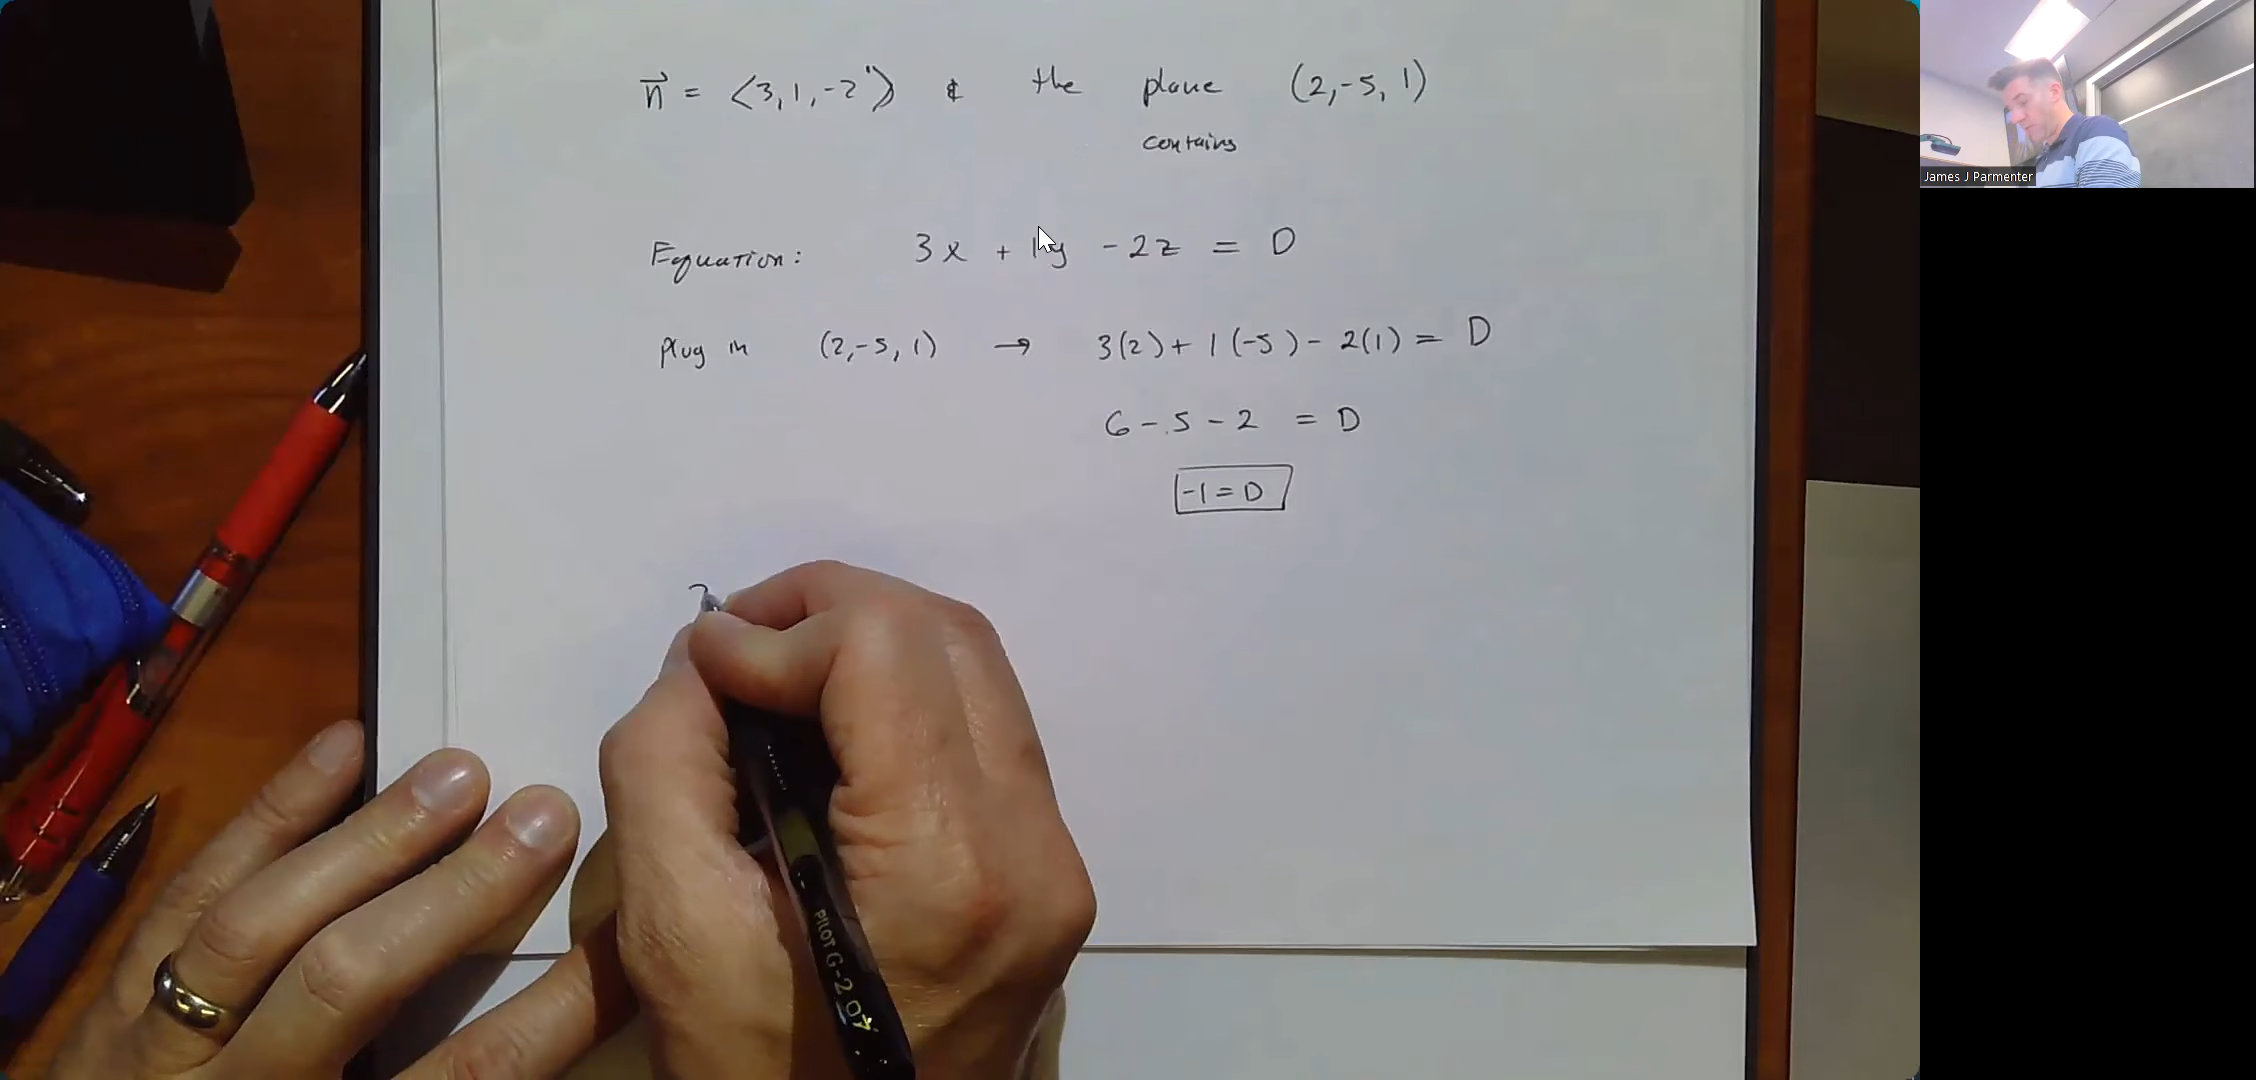 n⃗ = ⟨3, 1, -2⟩ & the plane (2, -5, 1)
contains
Equation: 3x + 1y - 2z = D
Plug in (2, -5, 1) → 3(2) + 1(-5) - 2(1) = D
6 - 5 - 2 = D
-1 = D
PILOT G-2 07
James J Parmenter